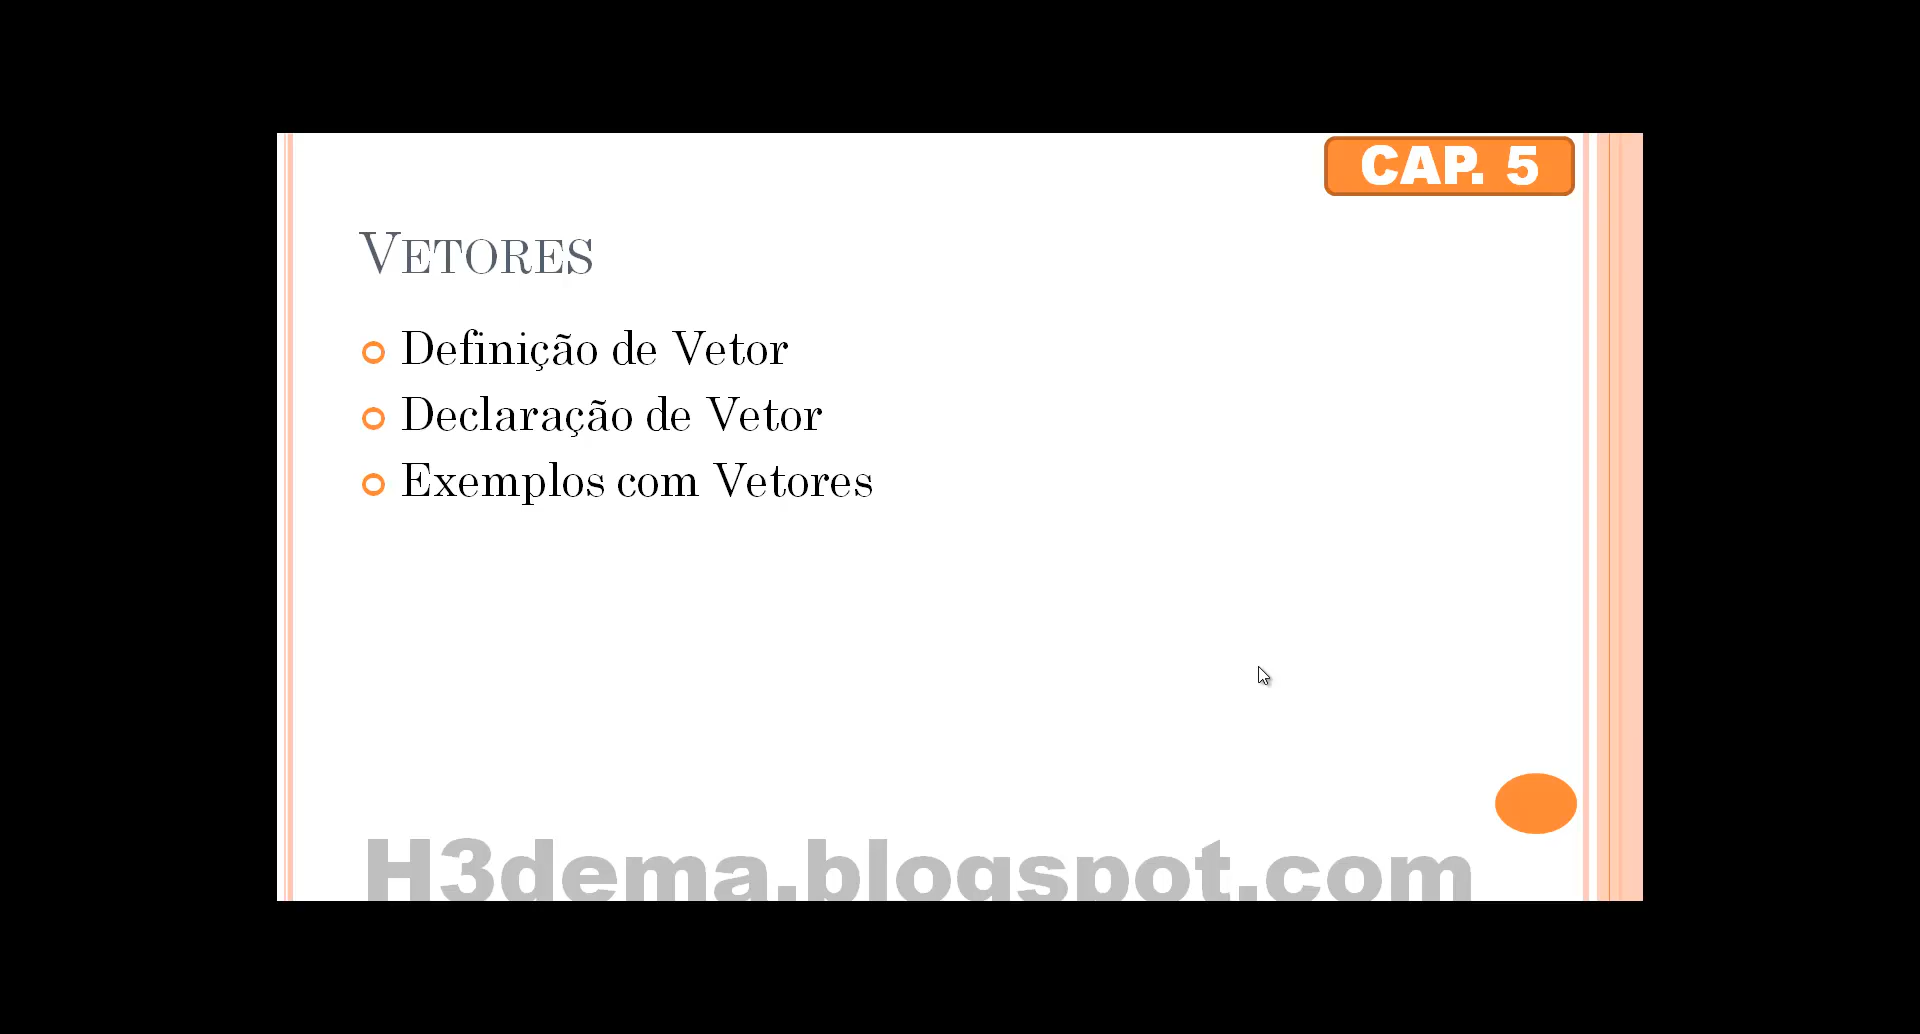 CAP. 5
VETORES
Definição de Vetor
Declaração de Vetor
Exemplos com Vetores
H3dema.blogspot.com